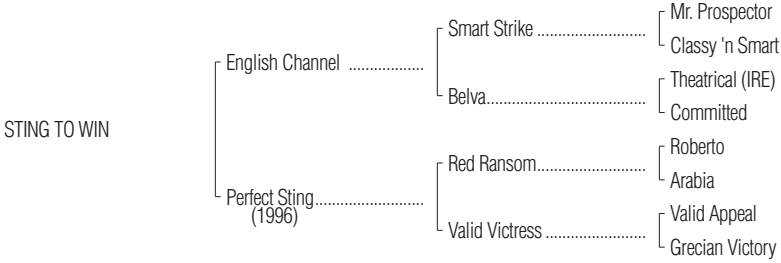 Mr. Prospector
Smart Strike ..........................
Classy 'n Smart
English Channel ..................
Theatrical (IRE)
Belva......................................
Committed
STING TO WIN
Roberto
Red Ransom..........................
Arabia
Perfect Sting..........................
(1996)
Valid Appeal
Valid Victress ........................
Grecian Victory